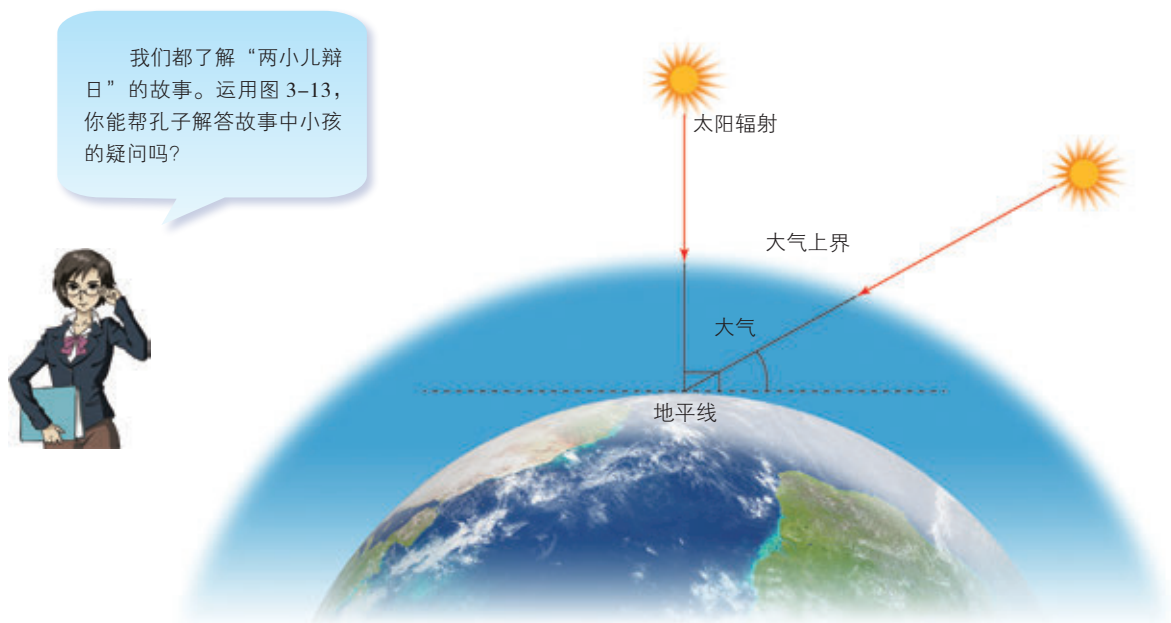 我们都了解“两小儿辩
日”的故事。运用图 3–13，
你能帮孔子解答故事中小孩
的疑问吗？
太阳辐射
大气上界
大气
地平线